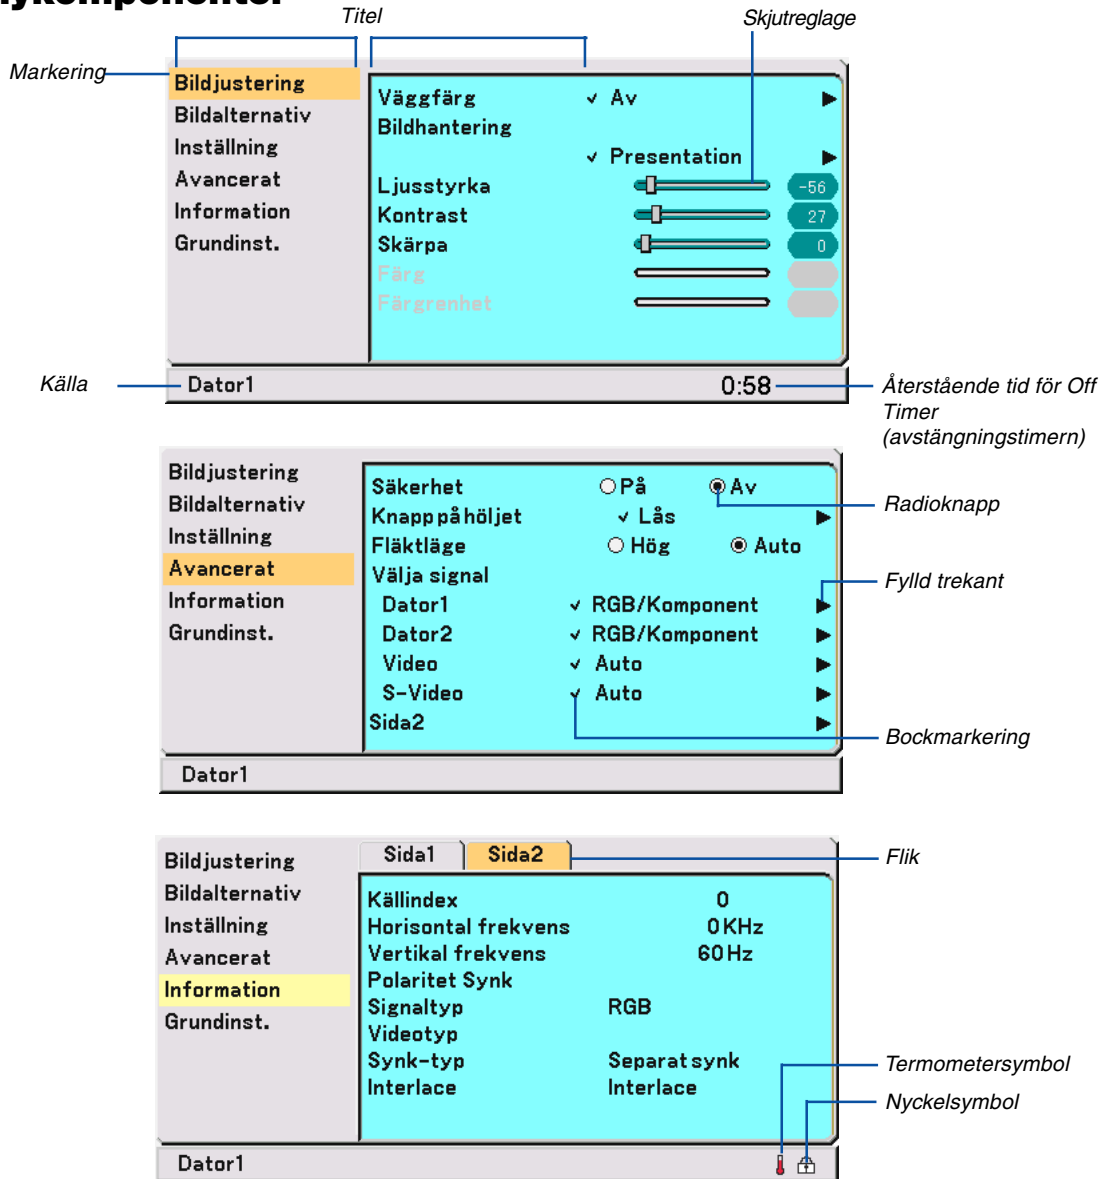 Titel
Skjutreglage
Markering
Bildjustering
Bildalternativ
Inställning
Avancerat
Information
Grundinst.
Väggfärg ✓ Av
Bildhantering
✓ Presentation
Ljusstyrka -56
Kontrast 27
Skärpa 0
Färg
Färgrenhet
Källa
Dator1 0:58
Återstående tid för Off
Timer
(avstängningstimern)
Bildjustering
Bildalternativ
Inställning
Avancerat
Information
Grundinst.
Säkerhet På Av
Knapp på höljet ✓ Lås
Fläktläge Hög Auto
Välja signal
Dator1 ✓ RGB/Komponent
Dator2 ✓ RGB/Komponent
Video ✓ Auto
S-Video ✓ Auto
Sida2
Radioknapp
Fylld trekant
Bockmarkering
Dator1
Bildjustering
Bildalternativ
Inställning
Avancerat
Information
Grundinst.
Sida1 Sida2
Flik
Källindex 0
Horisontal frekvens 0KHz
Vertikal frekvens 60Hz
Polaritet Synk
Signaltyp RGB
Videotyp
Synk-typ Separat synk
Interlace Interlace
Termometersymbol
Nyckelsymbol
Dator1